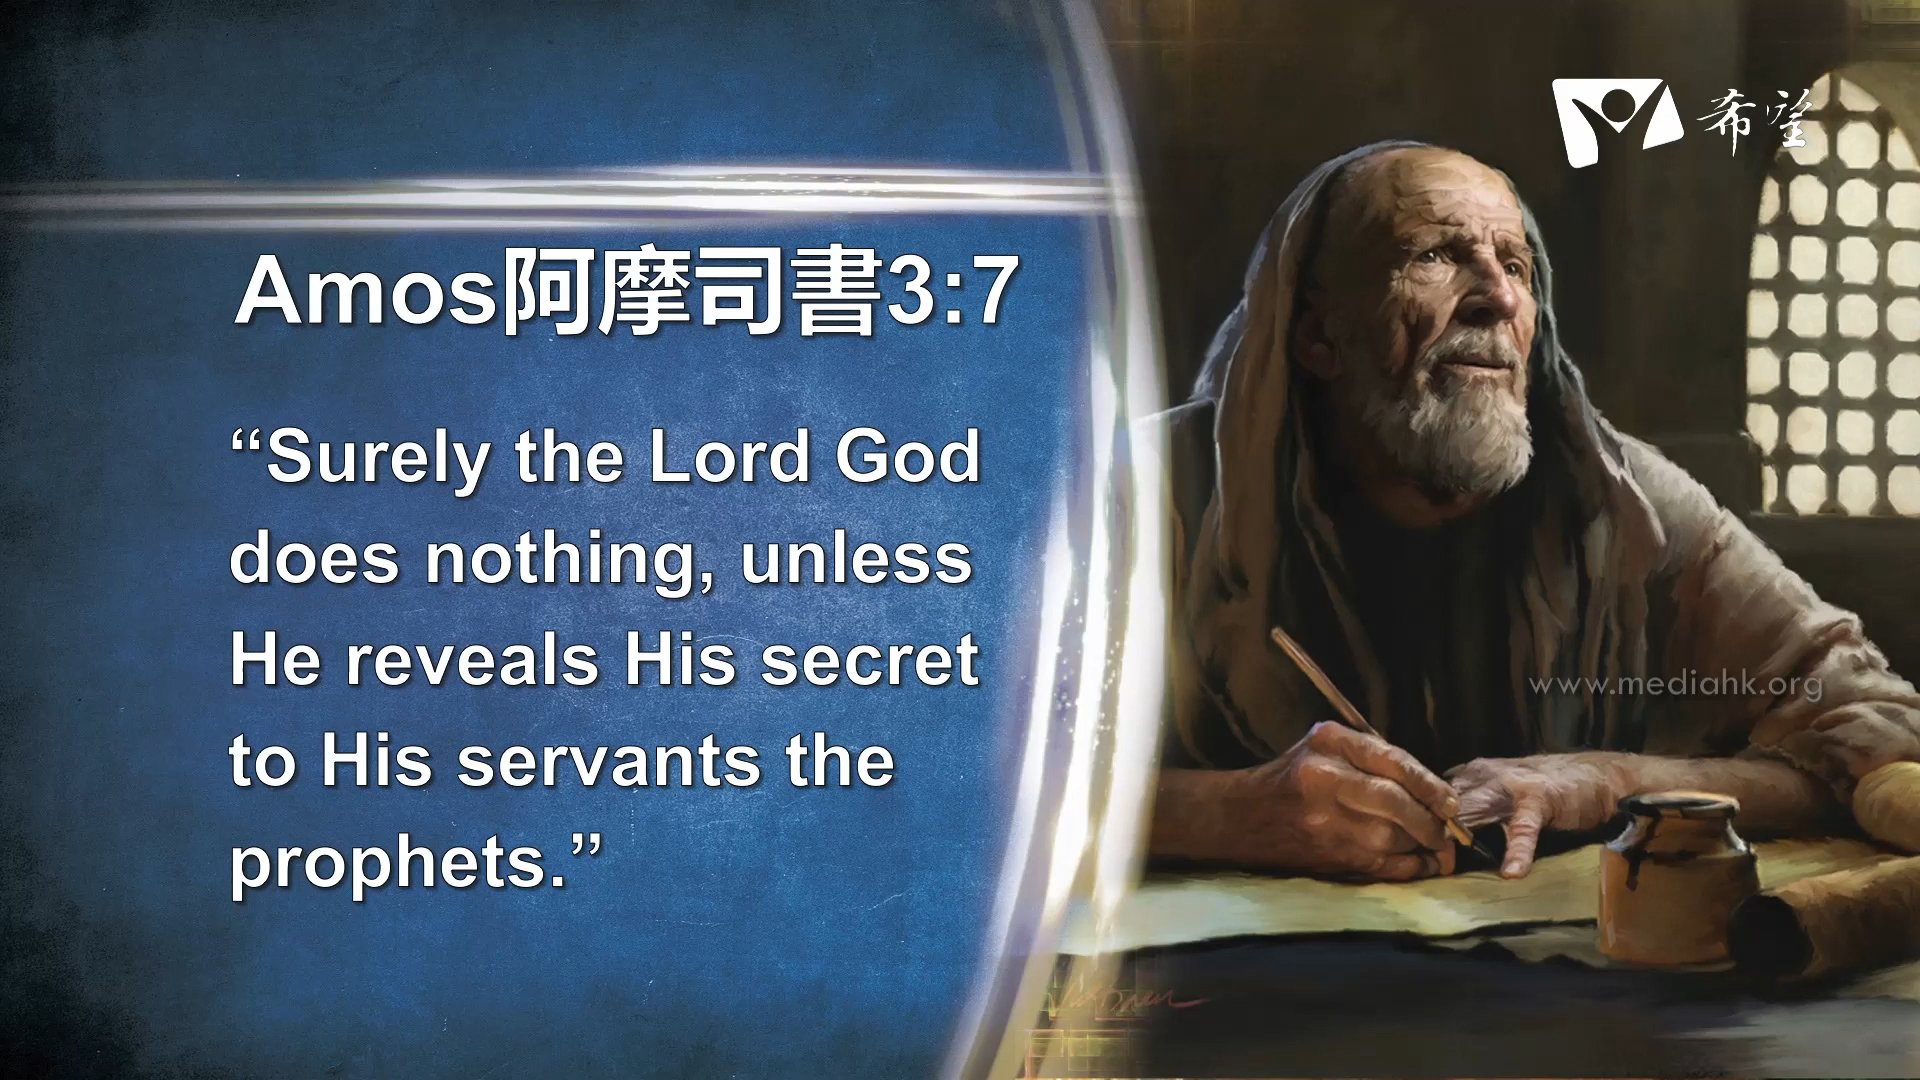 希望
Amos阿摩司書3:7
“Surely the Lord God
does nothing, unless
He reveals His secret
to His servants the
prophets.”
www.mediahk.org